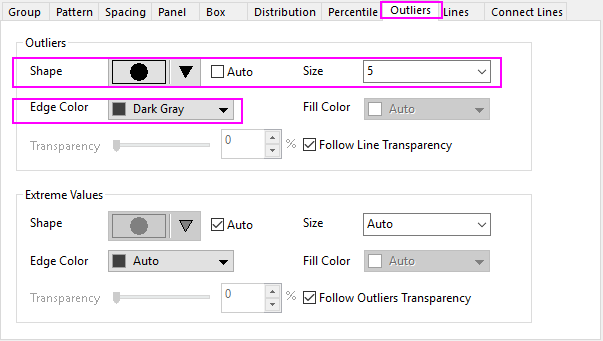 Group Pattern Spacing Panel Box Distribution Percentile Outliers Lines Connect Lines
Outliers
Shape Auto Size 5
Edge Color Dark Gray Fill Color Auto
Transparency 0 % Follow Line Transparency
Extreme Values
Shape Auto Size Auto
Edge Color Auto Fill Color Auto
Transparency 0 % Follow Outliers Transparency